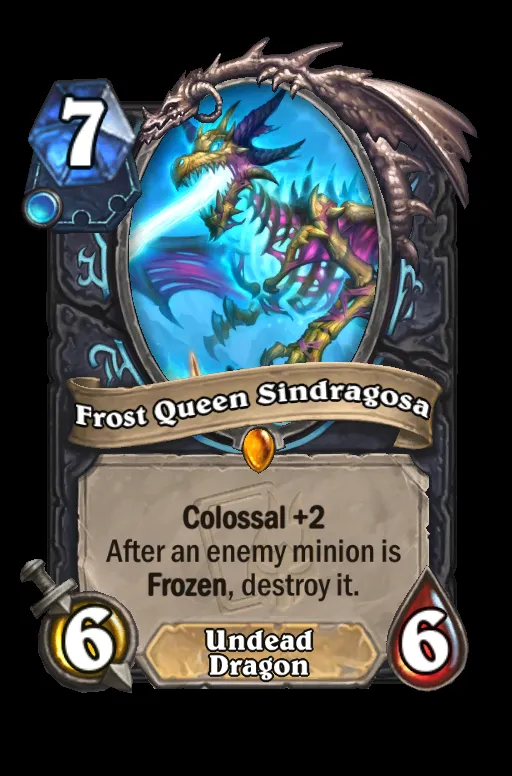 7
Frost Queen Sindragosa
Colossal +2
After an enemy minion is
Frozen, destroy it.
6
Undead
Dragon
6